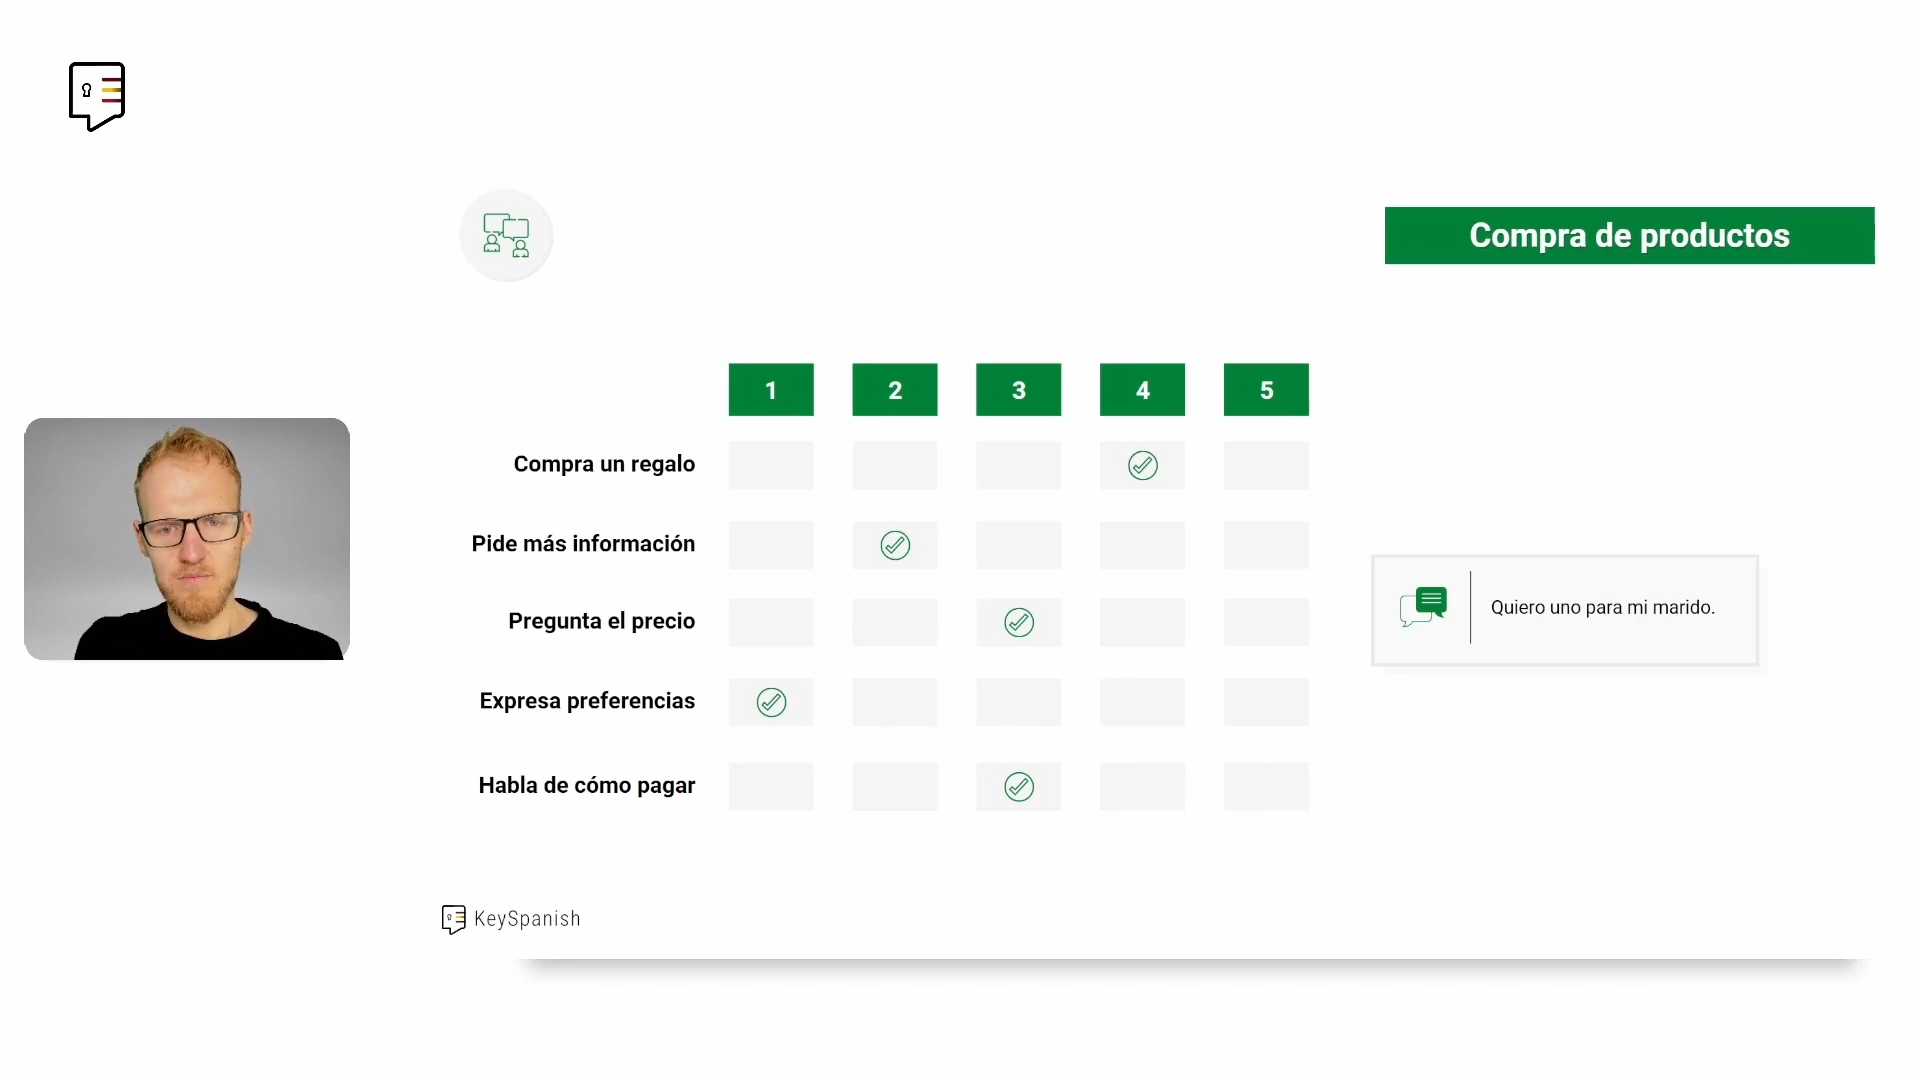 Compra de productos
1 2 3 4 5
Compra un regalo
Pide más información
Pregunta el precio
Expresa preferencias
Habla de cómo pagar
Quiero uno para mi marido.
KeySpanish